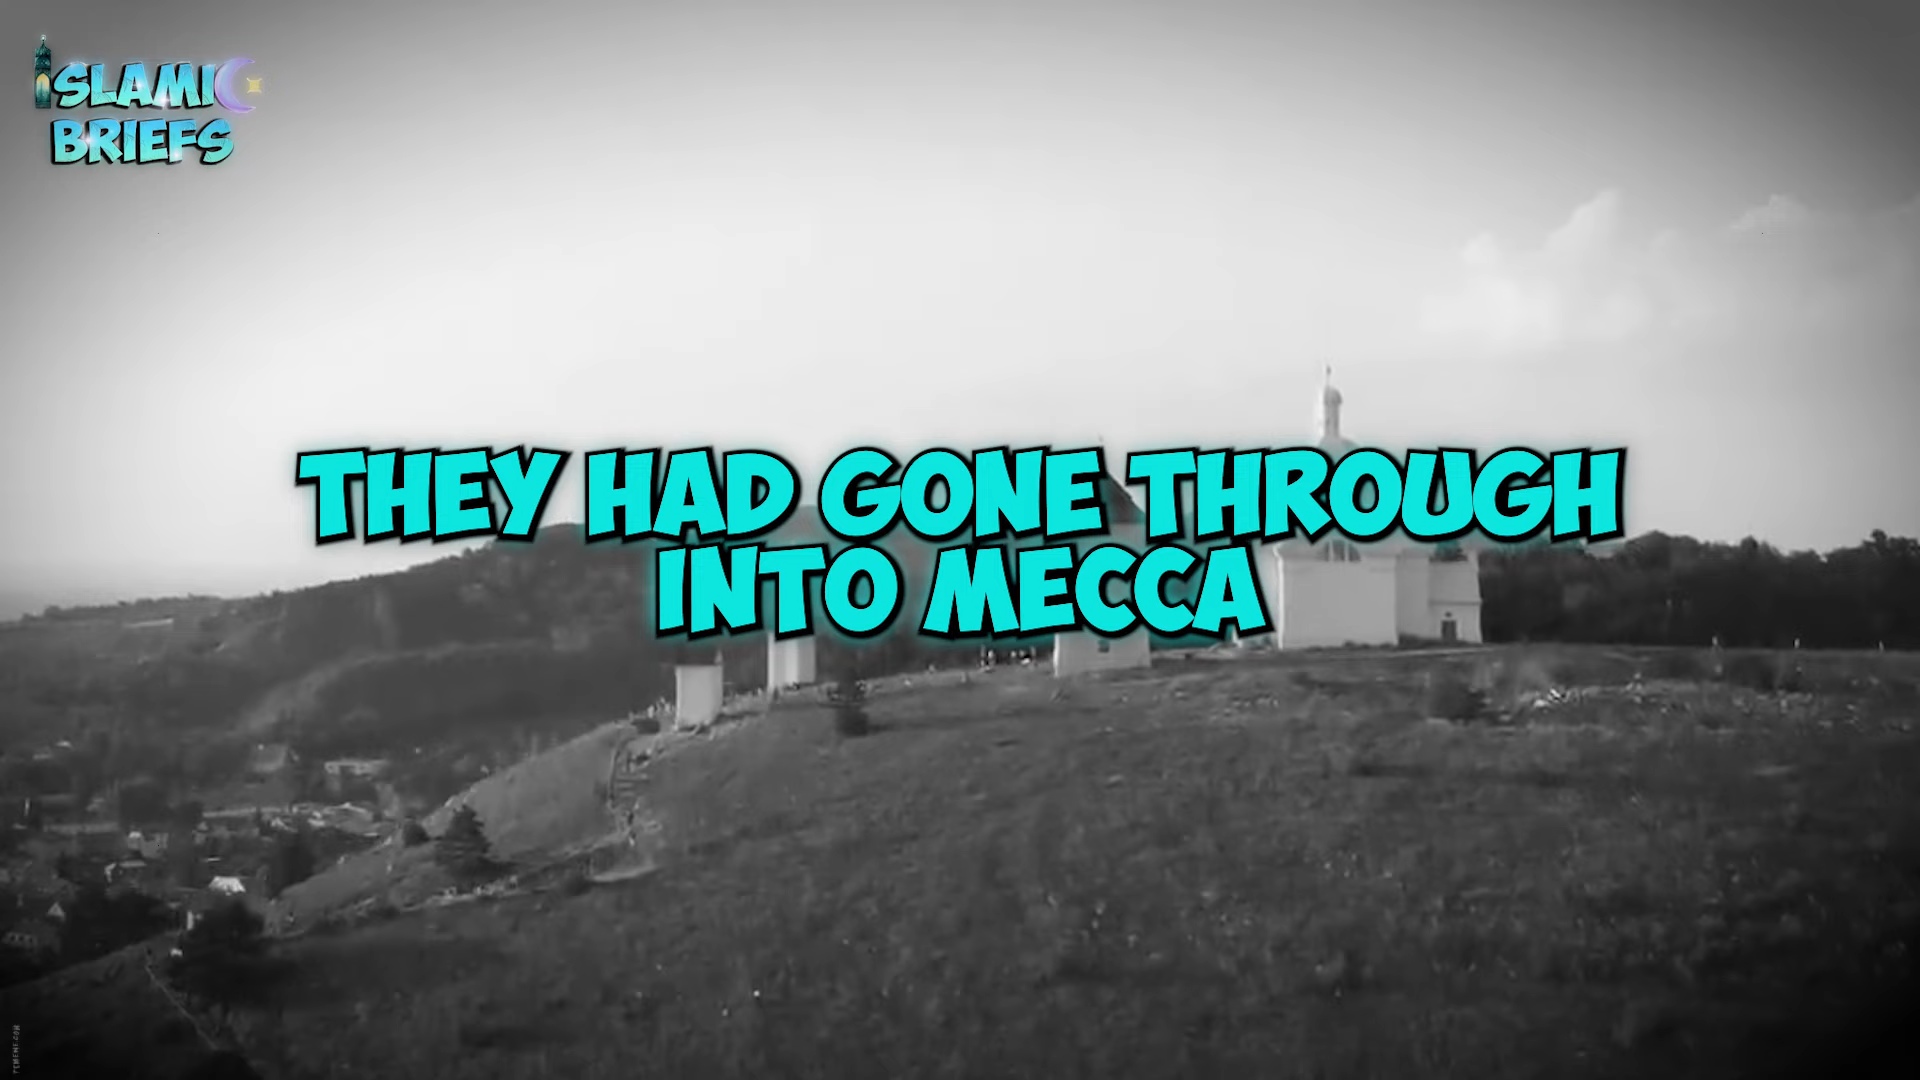 ISLAMIC
BRIEFS
THEY HAD GONE THROUGH
INTO MECCA